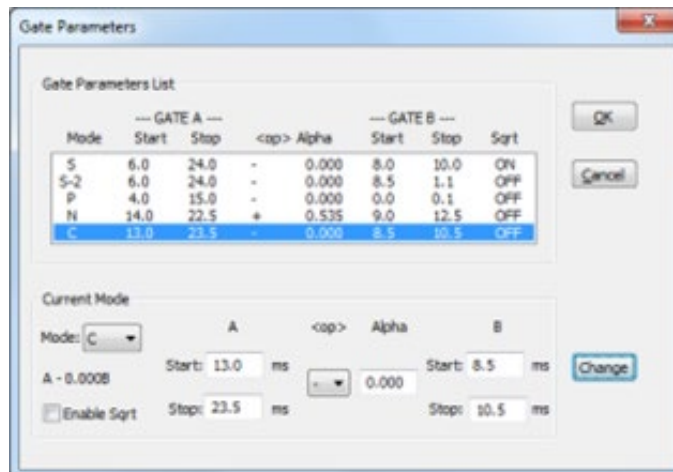 Gate Parameters
Gate Parameters List
--- GATE A --- --- GATE B ---
Mode Start Stop <op> Alpha Start Stop Sqrt
S 6.0 24.0 - 0.000 8.0 10.0 ON
S-2 6.0 24.0 - 0.000 8.5 1.1 OFF
P 4.0 15.0 - 0.000 0.0 0.1 OFF
N 14.0 22.5 + 0.535 9.0 12.5 OFF
C 13.0 23.5 - 0.000 8.5 10.5 OFF
OK
Cancel
Current Mode
A <op> Alpha B
Mode: C
Start: 13.0 ms - 0.000 Start: 8.5 ms
Change
A - 0.000B
Enable Sqrt
Stop: 23.5 ms Stop: 10.5 ms